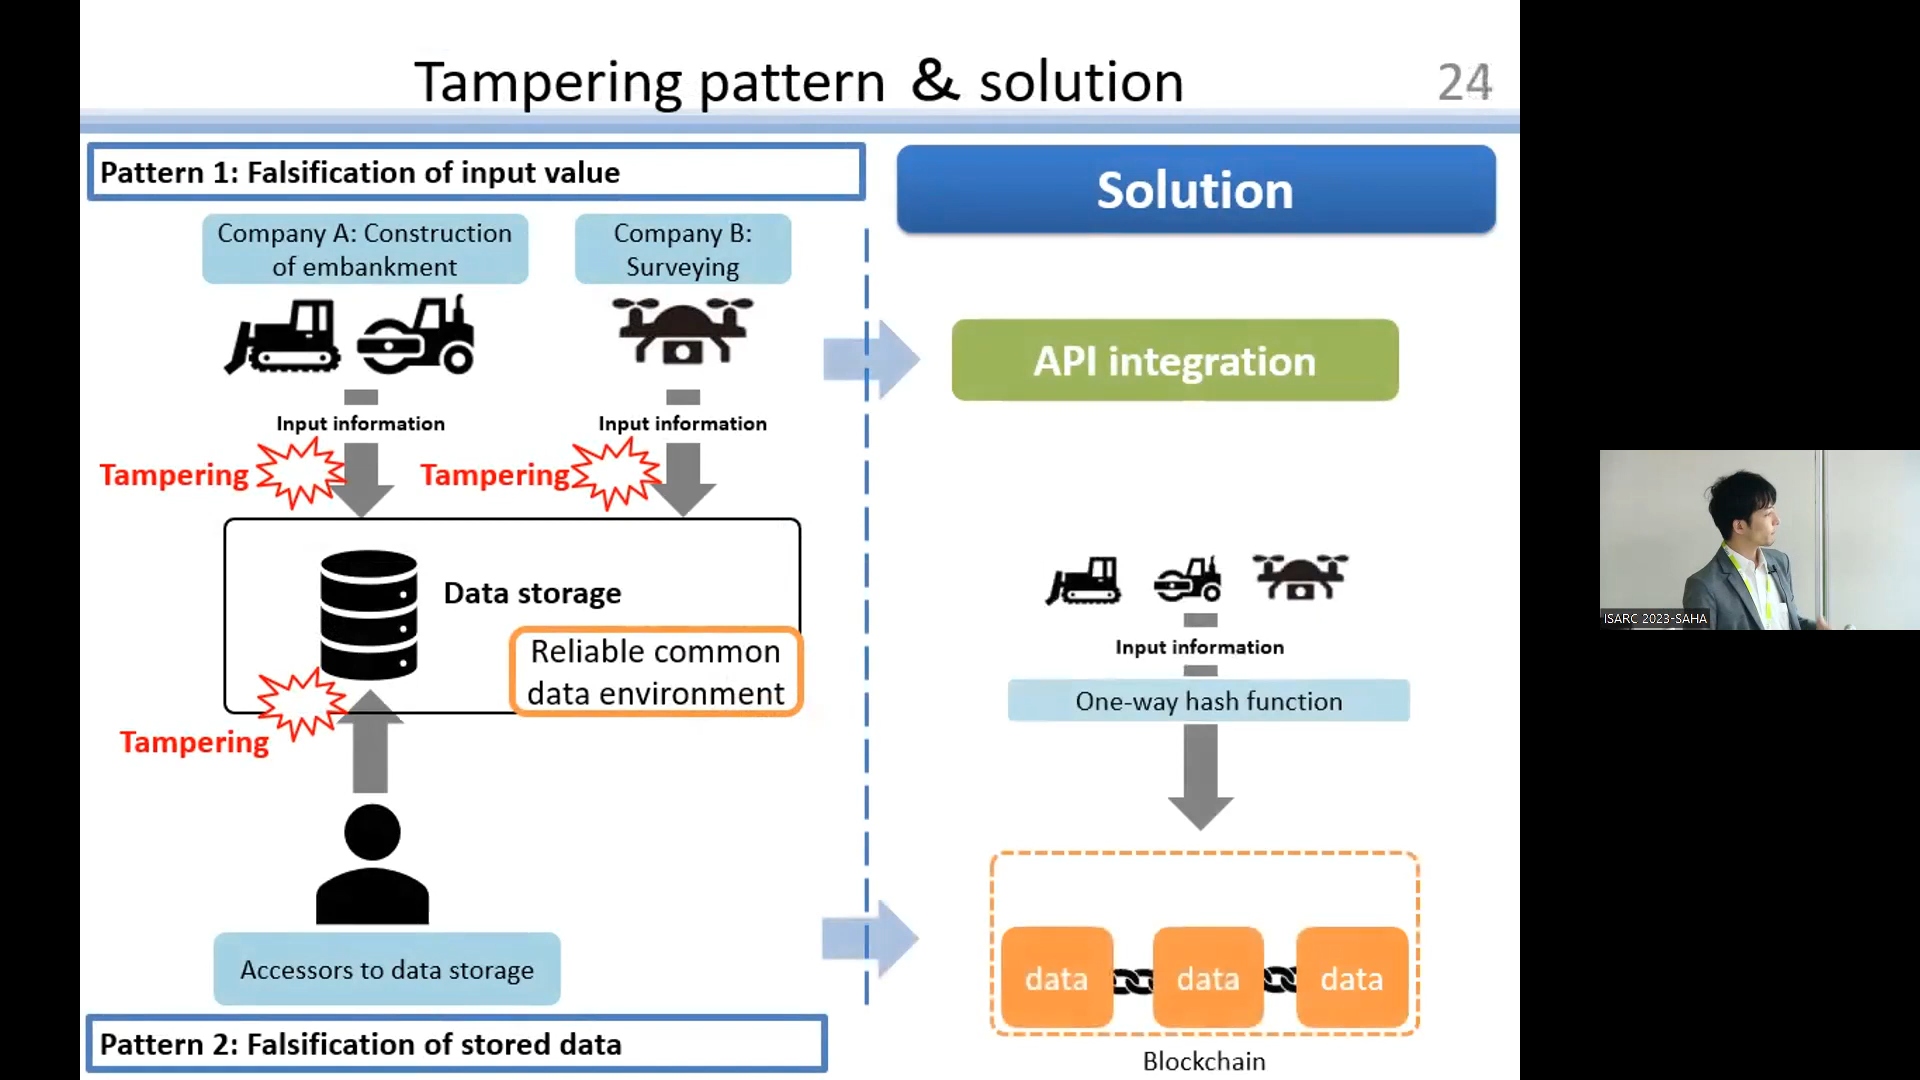 Tampering pattern & solution
24
Pattern 1: Falsification of input value
Solution
Company A: Construction
of embankment
Company B:
Surveying
API integration
Input information
Input information
Tampering
Tampering
Data storage
Reliable common
data environment
Tampering
Accessors to data storage
Pattern 2: Falsification of stored data
Input information
One-way hash function
data
data
data
Blockchain
ISARC 2023-SAHA